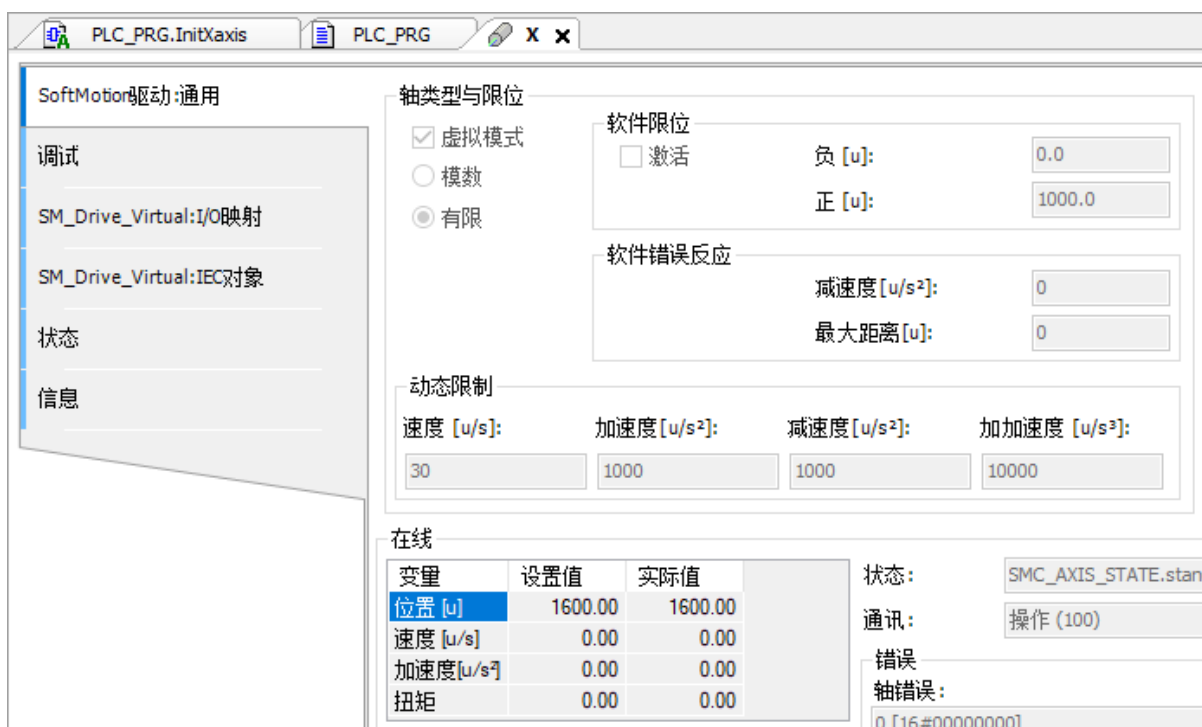 PLC_PRG.InitXaxis PLC_PRG X
SoftMotion驱动:通用
调试
SM_Drive_Virtual:I/O映射
SM_Drive_Virtual:IEC对象
状态
信息
轴类型与限位
虚拟模式
模数
有限
软件限位
激活
负 [u]: 0.0
正 [u]: 1000.0
软件错误反应
减速度[u/s²]: 0
最大距离[u]: 0
动态限制
速度 [u/s]: 加速度[u/s²]: 减速度[u/s²]: 加加速度 [u/s³]:
30 1000 1000 10000
在线
变量 设置值 实际值
位置 [u] 1600.00 1600.00
速度 [u/s] 0.00 0.00
加速度[u/s²] 0.00 0.00
扭矩 0.00 0.00
状态: SMC_AXIS_STATE.stan
通讯: 操作 (100)
错误
轴错误:
0 [16#00000000]